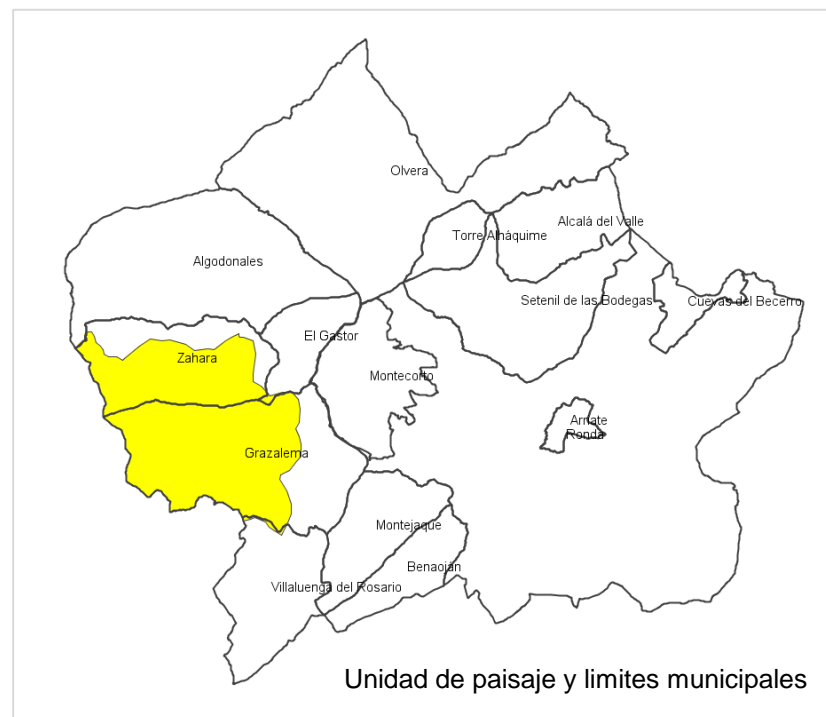 Olvera
Alcalá del Valle
Torre Alháquime
Algodonales
Setenil de las Bodegas
Cuevas del Becerro
El Gastor
Zahara
Montecorto
Arriate
Ronda
Grazalema
Montejaque
Benaoján
Villaluenga del Rosario
Unidad de paisaje y limites municipales